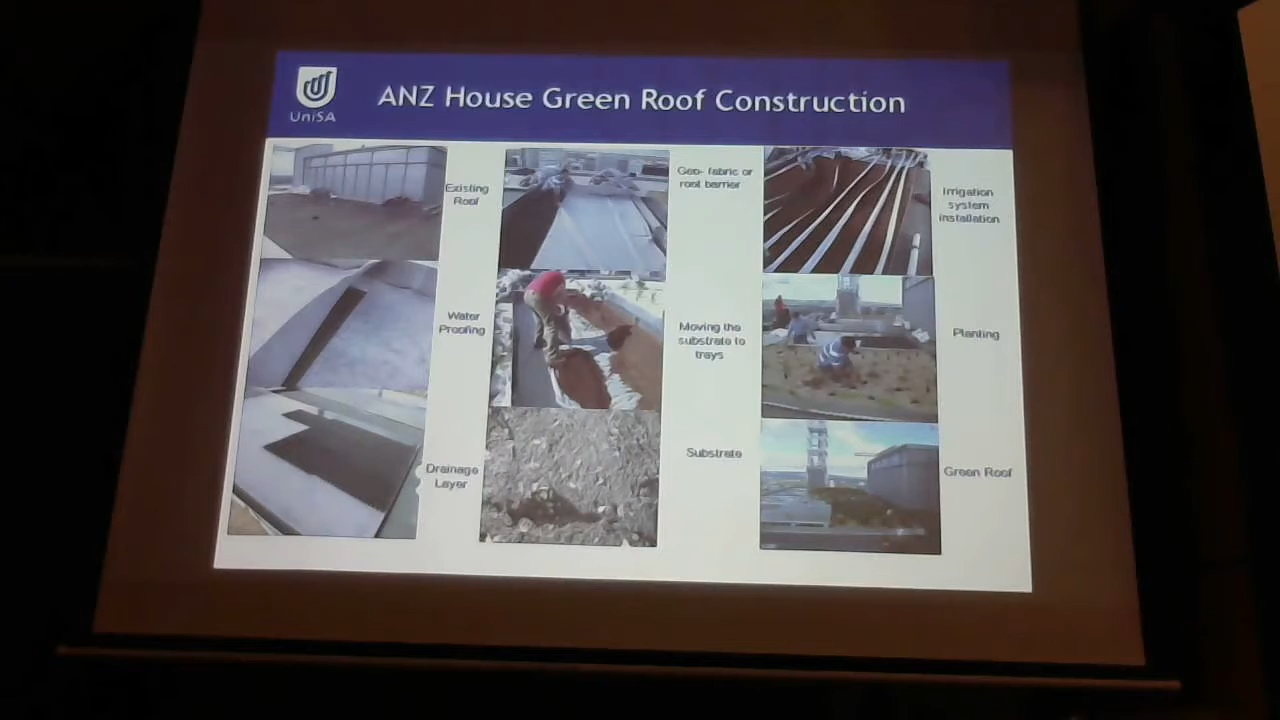 UniSA
ANZ House Green Roof Construction
Existing
Roof
Water
Proofing
Drainage
Layer
Geo- fabric or
root barrier
Moving the
substrate to
trays
Substrate
Irrigation
system
installation
Planting
Green Roof